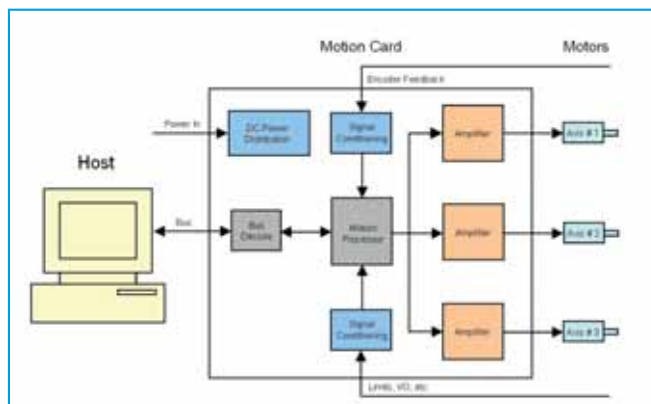 Motion Card
Motors
Encoder Feedback
Power In
DC Power
Distribution
Signal
Conditioning
Amplifier
Axis # 1
Host
Bus
Bus
Decode
Motion
Processor
Amplifier
Axis # 2
Signal
Conditioning
Amplifier
Axis # 3
Limits, I/O, etc